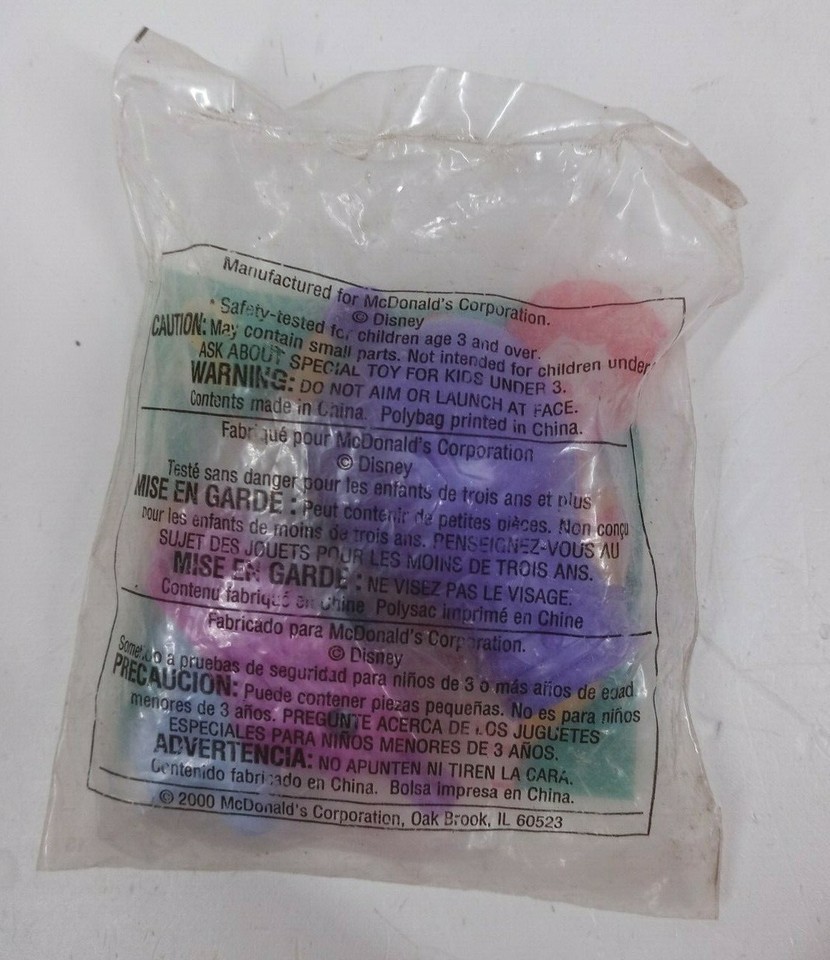 Manufactured for McDonald's Corporation.
© Disney
* Safety-tested for children age 3 and over.
CAUTION: May contain small parts. Not intended for children under
ASK ABOUT SPECIAL TOY FOR KIDS UNDER 3.
WARNING: DO NOT AIM OR LAUNCH AT FACE.
Contents made in China. Polybag printed in China.
Fabriqué pour McDonald's Corporation
© Disney
Testé sans danger pour les enfants de trois ans et plus
MISE EN GARDE : Peut contenir de petites pièces. Non conçu
pour les enfants de moins de trois ans. RENSEIGNEZ-VOUS AU
SUJET DES JOUETS POUR LES MOINS DE TROIS ANS.
MISE EN GARDE : NE VISEZ PAS LE VISAGE.
Contenu fabriqué en Chine Polysac imprimé en Chine
Fabricado para McDonald's Corporation.
© Disney
Sometido a pruebas de seguridad para niños de 3 ó más años de edad
PRECAUCION: Puede contener piezas pequeñas. No es para niños
menores de 3 años. PREGUNTE ACERCA DE LOS JUGUETES
ESPECIALES PARA NIÑOS MENORES DE 3 AÑOS.
ADVERTENCIA: NO APUNTEN NI TIREN LA CARA.
Contenido fabricado en China. Bolsa impresa en China.
© 2000 McDonald's Corporation, Oak Brook, IL 60523